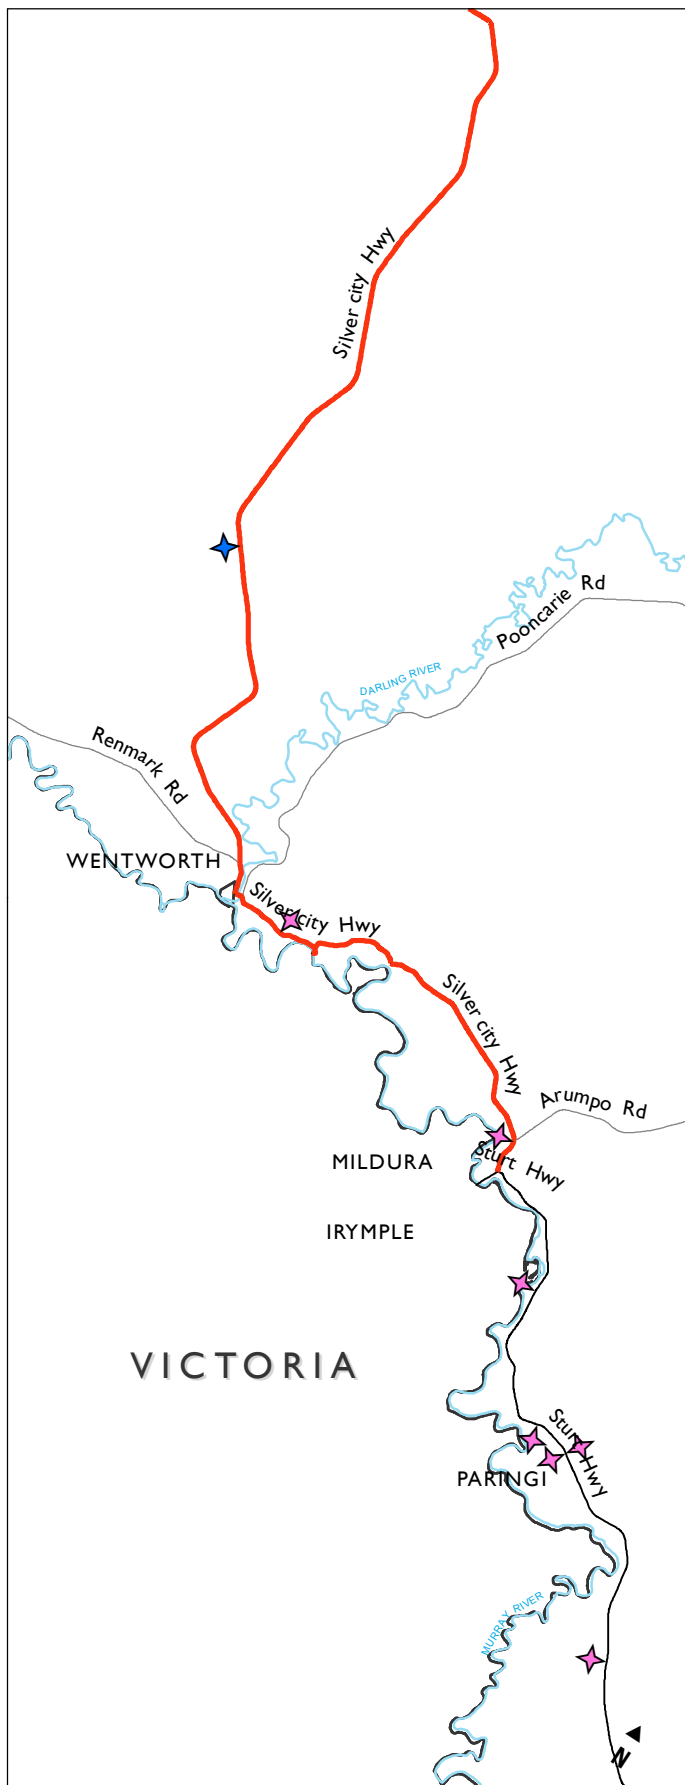 Silver city Hwy
Pooncarie Rd
DARLING RIVER
Renmark Rd
WENTWORTH
Silver city Hwy
Silver city Hwy
Arumpo Rd
Sturt Hwy
MILDURA
IRYMPLE
VICTORIA
Sturt Hwy
PARINGI
MURRAY RIVER
N